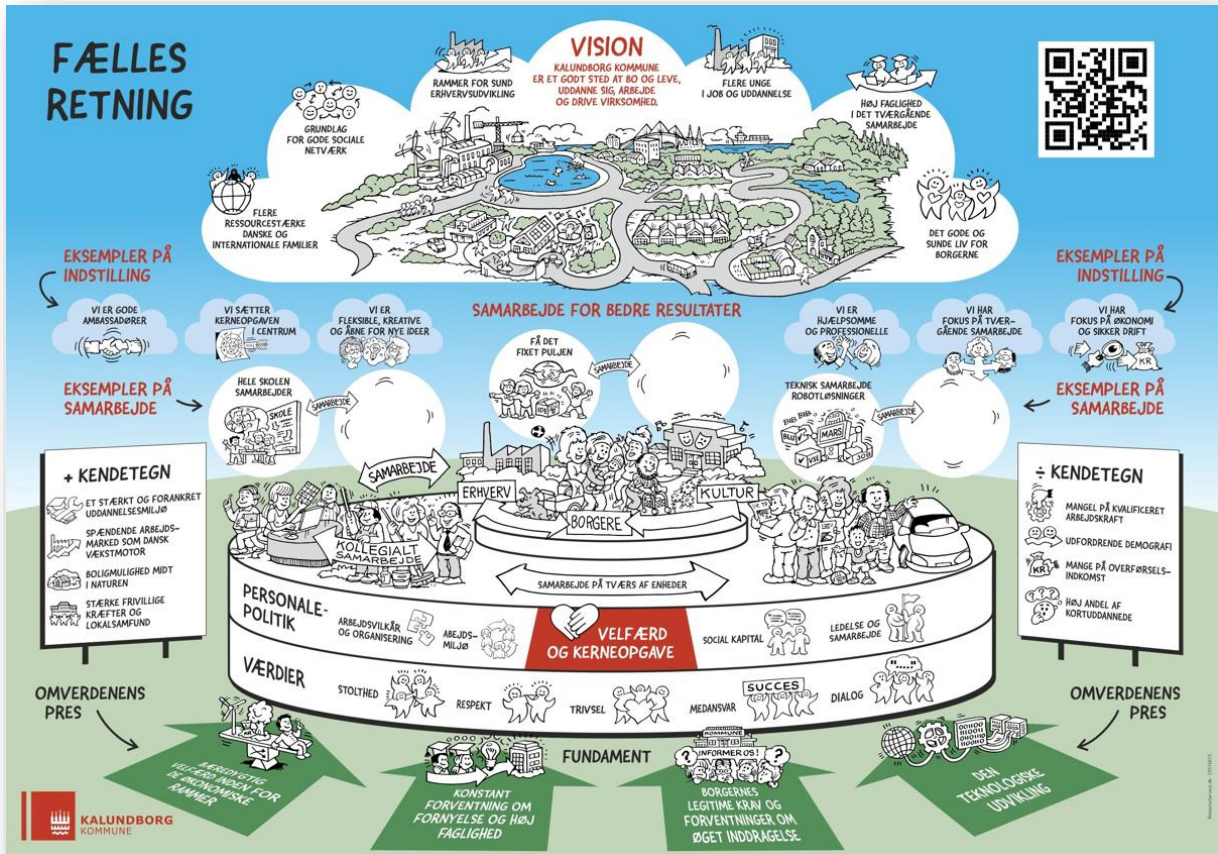 FÆLLES
RETNING
VISION
KALUNDBORG KOMMUNE
ER ET GODT STED AT BO OG LEVE,
UDDANNE SIG, ARBEJDE
OG DRIVE VIRKSOMHED.
RAMMER FOR SUND
ERHVERVSUDVIKLING
FLERE UNGE
I JOB OG UDDANNELSE
GRUNDLAG
FOR GODE SOCIALE
NETVÆRK
HØJ FAGLIGHED
I DET TVÆRGÅENDE
SAMARBEJDE
FLERE
RESSOURCESTÆRKE
DANSKE OG
INTERNATIONALE FAMILIER
DET GODE OG
SUNDE LIV FOR
BORGERNE
EKSEMPLER PÅ
INDSTILLING
EKSEMPLER PÅ
INDSTILLING
VI ER GODE
AMBASSADØRER
VI SÆTTER
KERNEOPGAVEN
I CENTRUM
VI ER
FLEKSIBLE, KREATIVE
OG ÅBNE FOR NYE IDEER
SAMARBEJDE FOR BEDRE RESULTATER
VI ER
HJÆLPSOMME
OG PROFESSIONELLE
VI HAR
FOKUS PÅ TVÆR-
GÅENDE SAMARBEJDE
VI HAR
FOKUS PÅ ØKONOMI
OG SIKKER DRIFT
KR
EKSEMPLER PÅ
SAMARBEJDE
HELE SKOLEN
SAMARBEJDER
SKOLE
SAMARBEJDE
FÅ DET
FIXET PULJEN
SAMARBEJDE
TEKNISK SAMARBEJDE
ROBOTLØSNINGER
MARS
SAMARBEJDE
EKSEMPLER PÅ
SAMARBEJDE
+ KENDETEGN
ET STÆRKT OG FORANKRET
UDDANNELSESMILJØ
SPÆNDENDE ARBEJDS-
MARKED SOM DANSK
VÆKSTMOTOR
BOLIGMULIGHED MIDT
I NATUREN
STÆRKE FRIVILLIGE
KRÆFTER OG
LOKALSAMFUND
÷ KENDETEGN
MANGEL PÅ KVALIFICERET
ARBEJDSKRAFT
UDFORDRENDE DEMOGRAFI
KR
MANGE PÅ OVERFØRSELS-
INDKOMST
HØJ ANDEL AF
KORTUDDANNEDE
SAMARBEJDE
ERHVERV
BORGERE
KULTUR
KOLLEGIALT
SAMARBEJDE
SAMARBEJDE PÅ TVÆRS AF ENHEDER
PERSONALE-
POLITIK
ARBEJDSVILKÅR
OG ORGANISERING
ABEJDS-
MILJØ
VELFÆRD
OG KERNEOPGAVE
SOCIAL KAPITAL
LEDELSE OG
SAMARBEJDE
VÆRDIER
STOLTHED
RESPEKT
TRIVSEL
MEDANSVAR
SUCCES
DIALOG
OMVERDENENS
PRES
OMVERDENENS
PRES
FUNDAMENT
KR
BÆREDYGTIG
VELFÆRD INDEN FOR
DE ØKONOMISKE
RAMMER
KONSTANT
FORVENTNING OM
FORNYELSE OG HØJ
FAGLIGHED
KOMMUNE
INFORMER OS!
BORGERNES
LEGITIME KRAV OG
FORVENTNINGER OM
ØGET INDDRAGELSE
DEN
TEKNOLOGISKE
UDVIKLING
KALUNDBORG
KOMMUNE